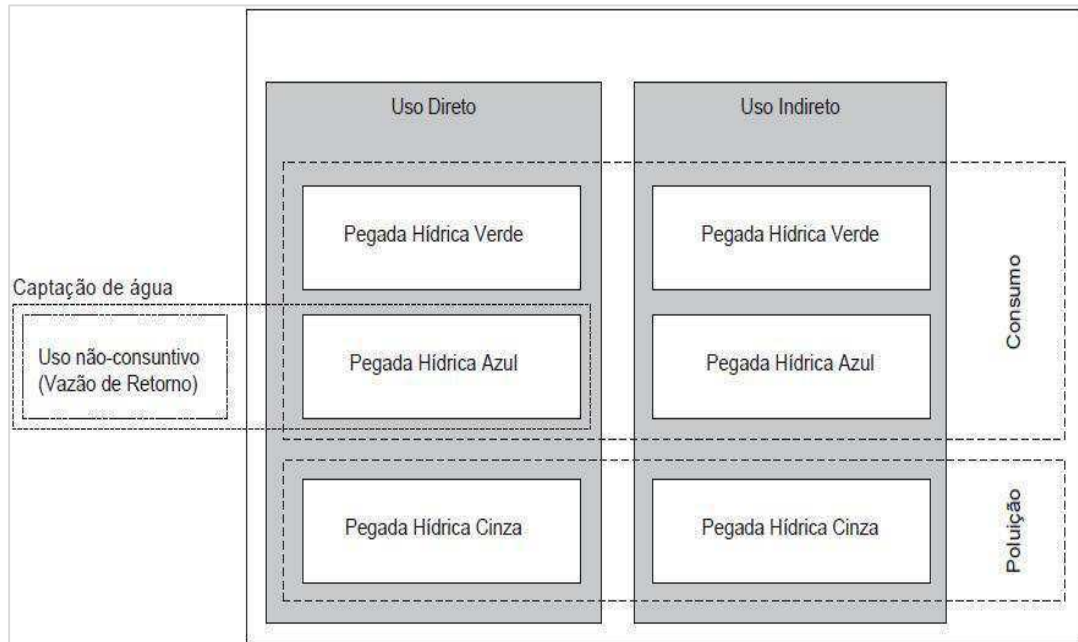 Uso Direto
Uso Indireto
Pegada Hídrica Verde
Pegada Hídrica Verde
Captação de água
Uso não-consuntivo
(Vazão de Retorno)
Pegada Hídrica Azul
Pegada Hídrica Azul
Consumo
Pegada Hídrica Cinza
Pegada Hídrica Cinza
Poluição